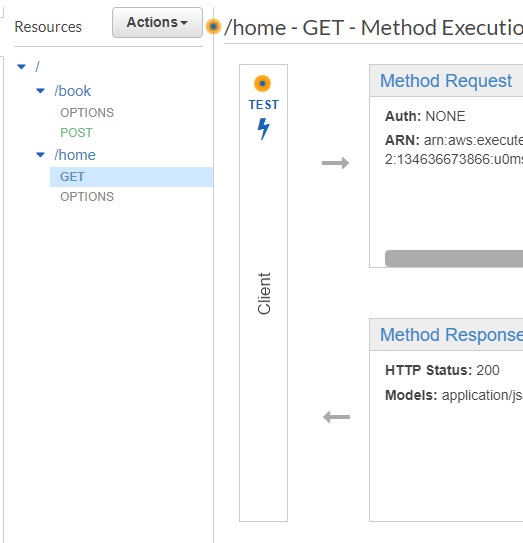 Resources
Actions
/home - GET - Method Executio
/
/book
OPTIONS
POST
/home
GET
OPTIONS
TEST
Client
Method Request
Auth: NONE
ARN: arn:aws:execute
2:134636673866:u0ms
Method Response
HTTP Status: 200
Models: application/js